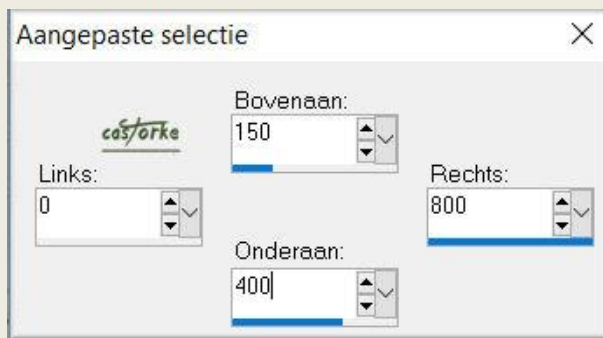 Aangepaste selectie
castorke
Bovenaan:
150
Links:
0
Rechts:
800
Onderaan:
400